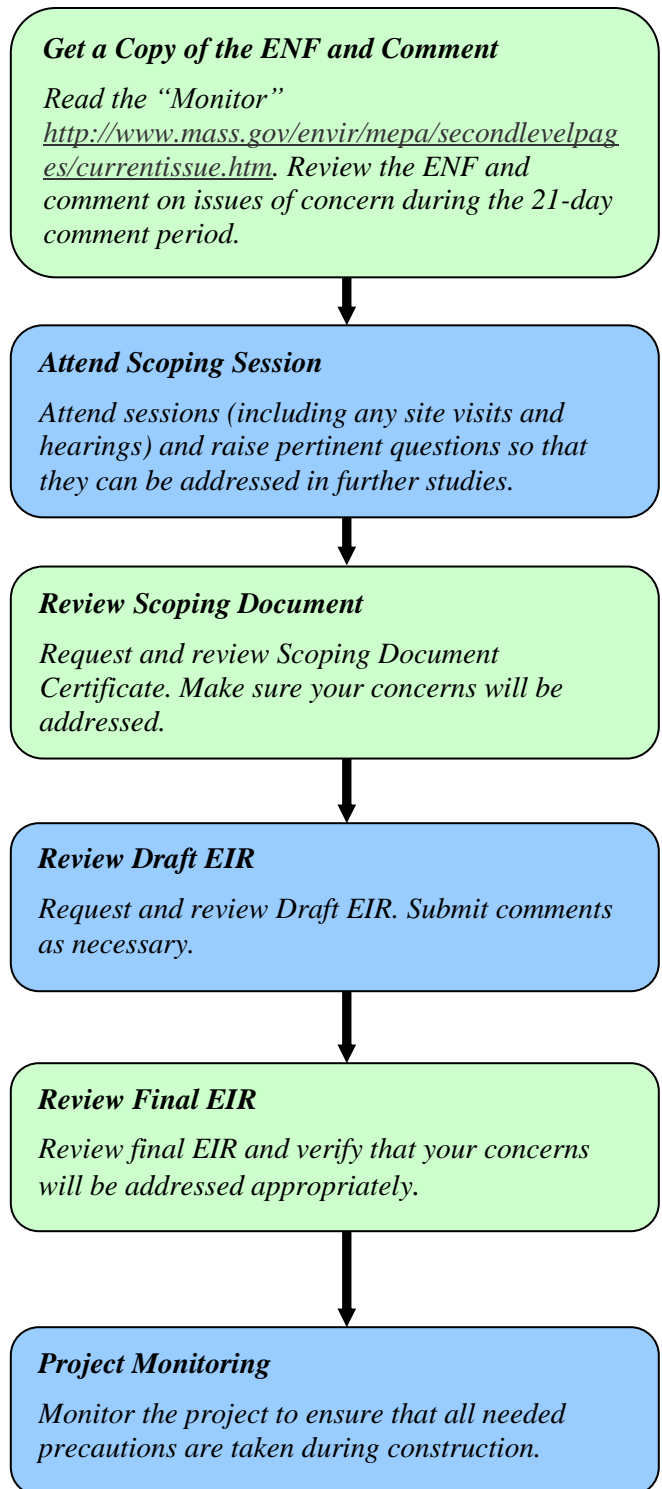 Get a Copy of the ENF and Comment
Read the “Monitor”
http://www.mass.gov/envir/mepa/secondlevelpag
es/currentissue.htm. Review the ENF and
comment on issues of concern during the 21-day
comment period.
Attend Scoping Session
Attend sessions (including any site visits and
hearings) and raise pertinent questions so that
they can be addressed in further studies.
Review Scoping Document
Request and review Scoping Document
Certificate. Make sure your concerns will be
addressed.
Review Draft EIR
Request and review Draft EIR. Submit comments
as necessary.
Review Final EIR
Review final EIR and verify that your concerns
will be addressed appropriately.
Project Monitoring
Monitor the project to ensure that all needed
precautions are taken during construction.